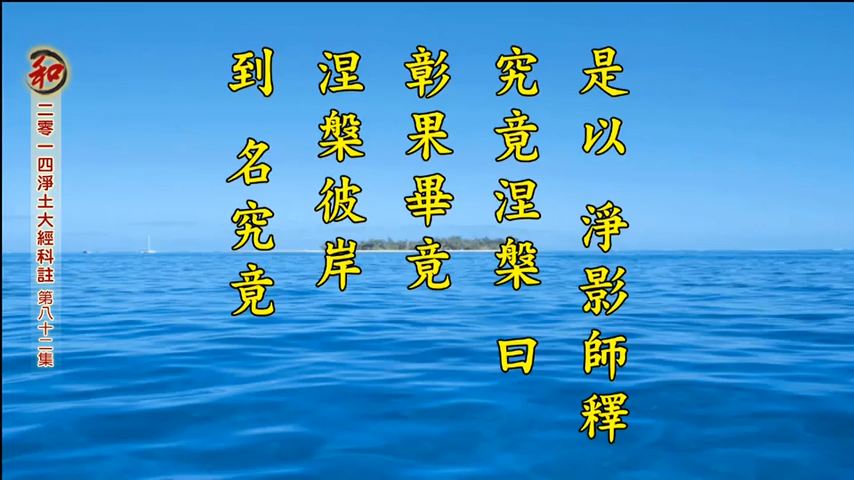 是以 淨影師釋
究竟涅槃 曰
彰果畢竟
涅槃彼岸
到 名究竟
和
二零一四淨土大經科註 第八十二集